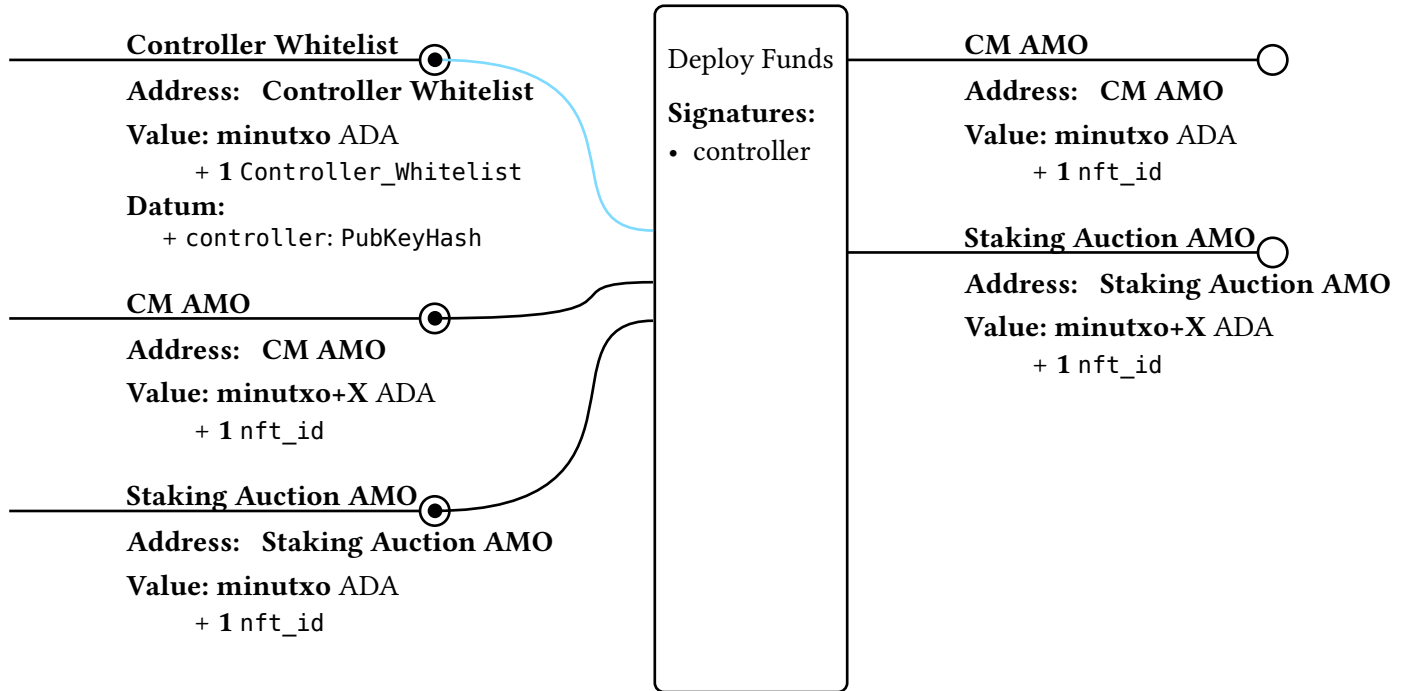 Controller Whitelist
Address: Controller Whitelist
Value: minutxo ADA
+ 1 Controller_Whitelist
Datum:
+ controller: PubKeyHash
CM AMO
Address: CM AMO
Value: minutxo+X ADA
+ 1 nft_id
Staking Auction AMO
Address: Staking Auction AMO
Value: minutxo ADA
+ 1 nft_id
Deploy Funds
Signatures:
• controller
CM AMO
Address: CM AMO
Value: minutxo ADA
+ 1 nft_id
Staking Auction AMO
Address: Staking Auction AMO
Value: minutxo+X ADA
+ 1 nft_id